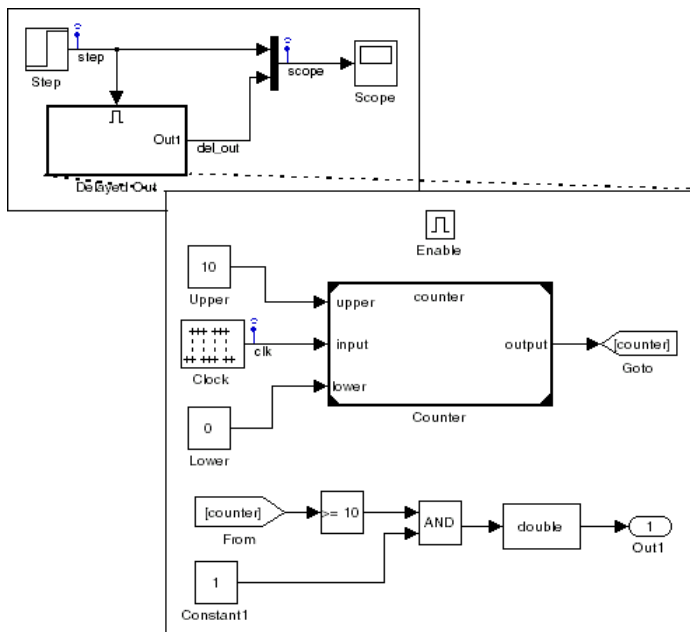 step
scope
Step
Scope
Out1
del_out
Delayed Out
Enable
10
Upper
upper
counter
clk
input
output
[counter]
Clock
Goto
lower
0
Counter
Lower
[counter]
>= 10
AND
double
1
From
Out1
1
Constant1